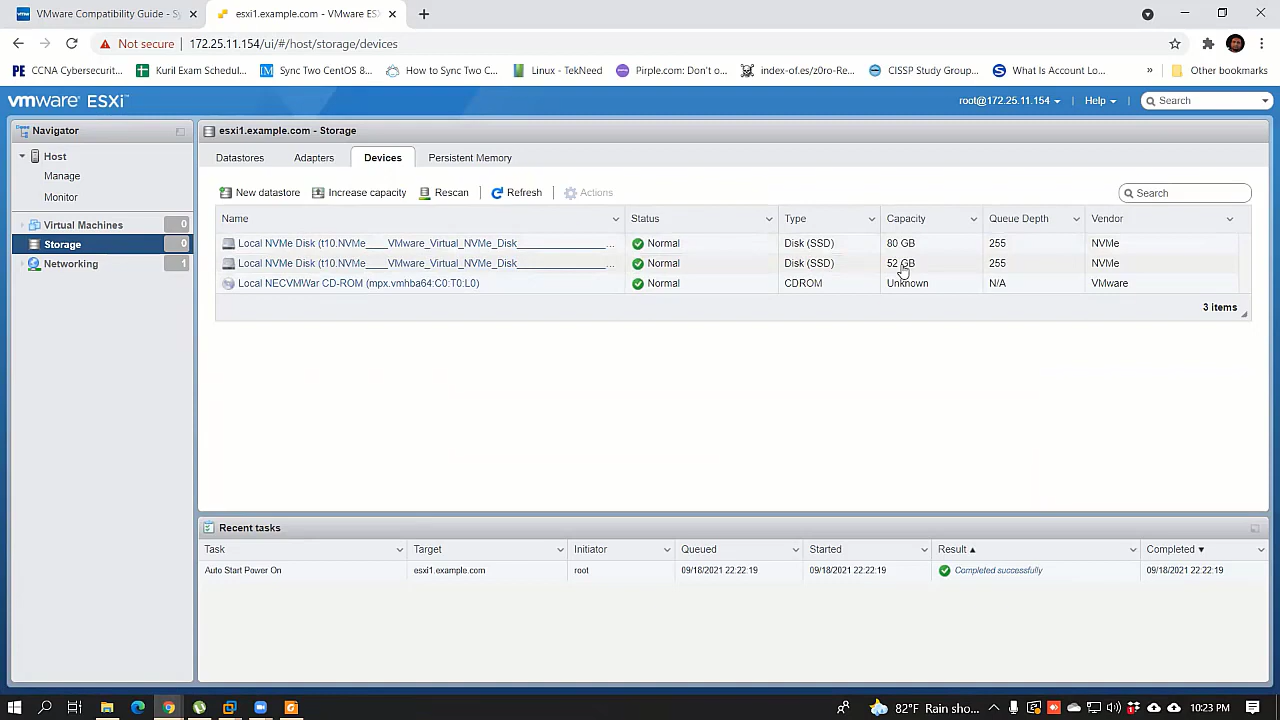 VMware Compatibility Guide - Sy
esxi1.example.com - VMware ES
Not secure 172.25.11.154/ui/#/host/storage/devices
CCNA Cybersecurit... Kuril Exam Schedul... Sync Two CentOS 8... How to Sync Two C... Linux - TekNeed Pirple.com: Don't o... index-of.es/z0ro-Re... CISSP Study Group... What Is Account Lo... » Other bookmarks
vmware ESXi™ root@172.25.11.154 Help Search
Navigator
Host
Manage
Monitor
Virtual Machines 0
Storage 0
Networking 1
esxi1.example.com - Storage
Datastores Adapters Devices Persistent Memory
New datastore Increase capacity Rescan Refresh Actions Search
Name Status Type Capacity Queue Depth Vendor
Local NVMe Disk (t10.NVMe____VMware_Virtual_NVMe_Disk________________... Normal Disk (SSD) 80 GB 255 NVMe
Local NVMe Disk (t10.NVMe____VMware_Virtual_NVMe_Disk________________... Normal Disk (SSD) 52 GB 255 NVMe
Local NECVMWar CD-ROM (mpx.vmhba64:C0:T0:L0) Normal CDROM Unknown N/A VMware
3 items
Recent tasks
Task Target Initiator Queued Started Result ▲ Completed ▼
Auto Start Power On esxi1.example.com root 09/18/2021 22:22:19 09/18/2021 22:22:19 Completed successfully 09/18/2021 22:22:19
82°F Rain sho... 10:23 PM